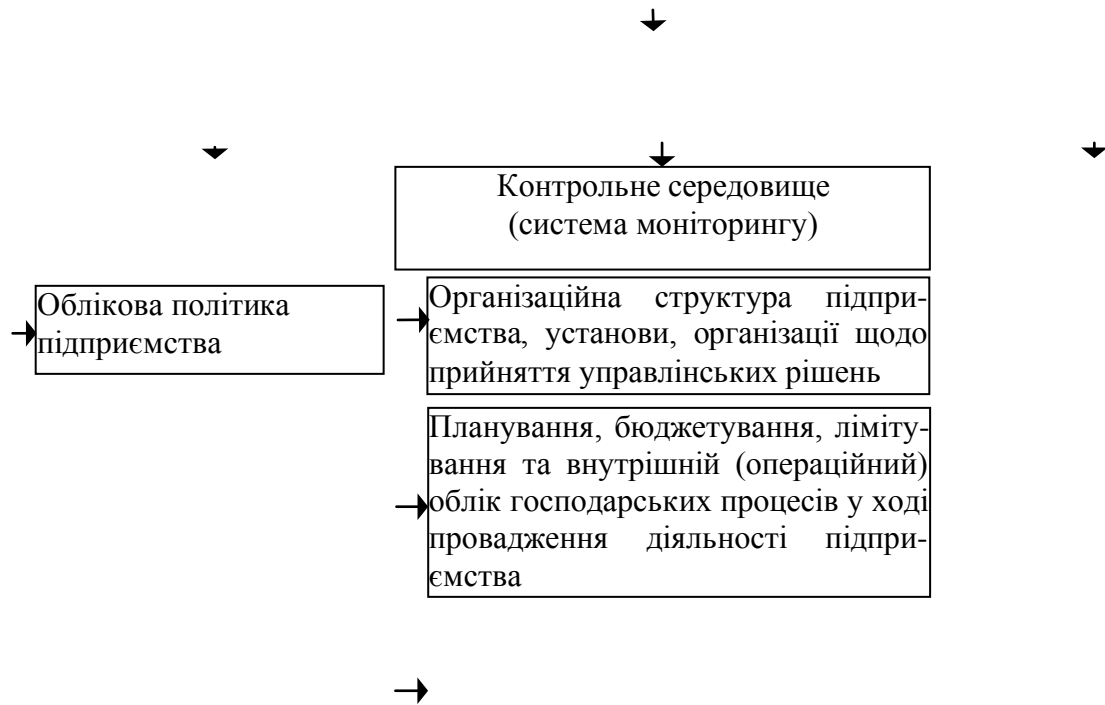 Контрольне середовище
(система моніторингу)
Облікова політика
підприємства
Організаційна структура підпри-
ємства, установи, організації щодо
прийняття управлінських рішень
Планування, бюджетування, ліміту-
вання та внутрішній (операційний)
облік господарських процесів у ході
провадження діяльності підпри-
ємства